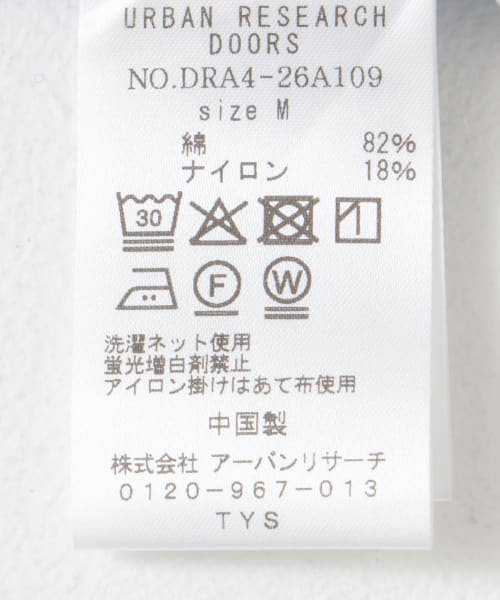 URBAN RESEARCH
DOORS
NO.DRA4-26A109
size M
綿 82%
ナイロン 18%
30
F W
洗濯ネット使用
蛍光増白剤禁止
アイロン掛けはあて布使用
中国製
株式会社 アーバンリサーチ
0120-967-013
TYS